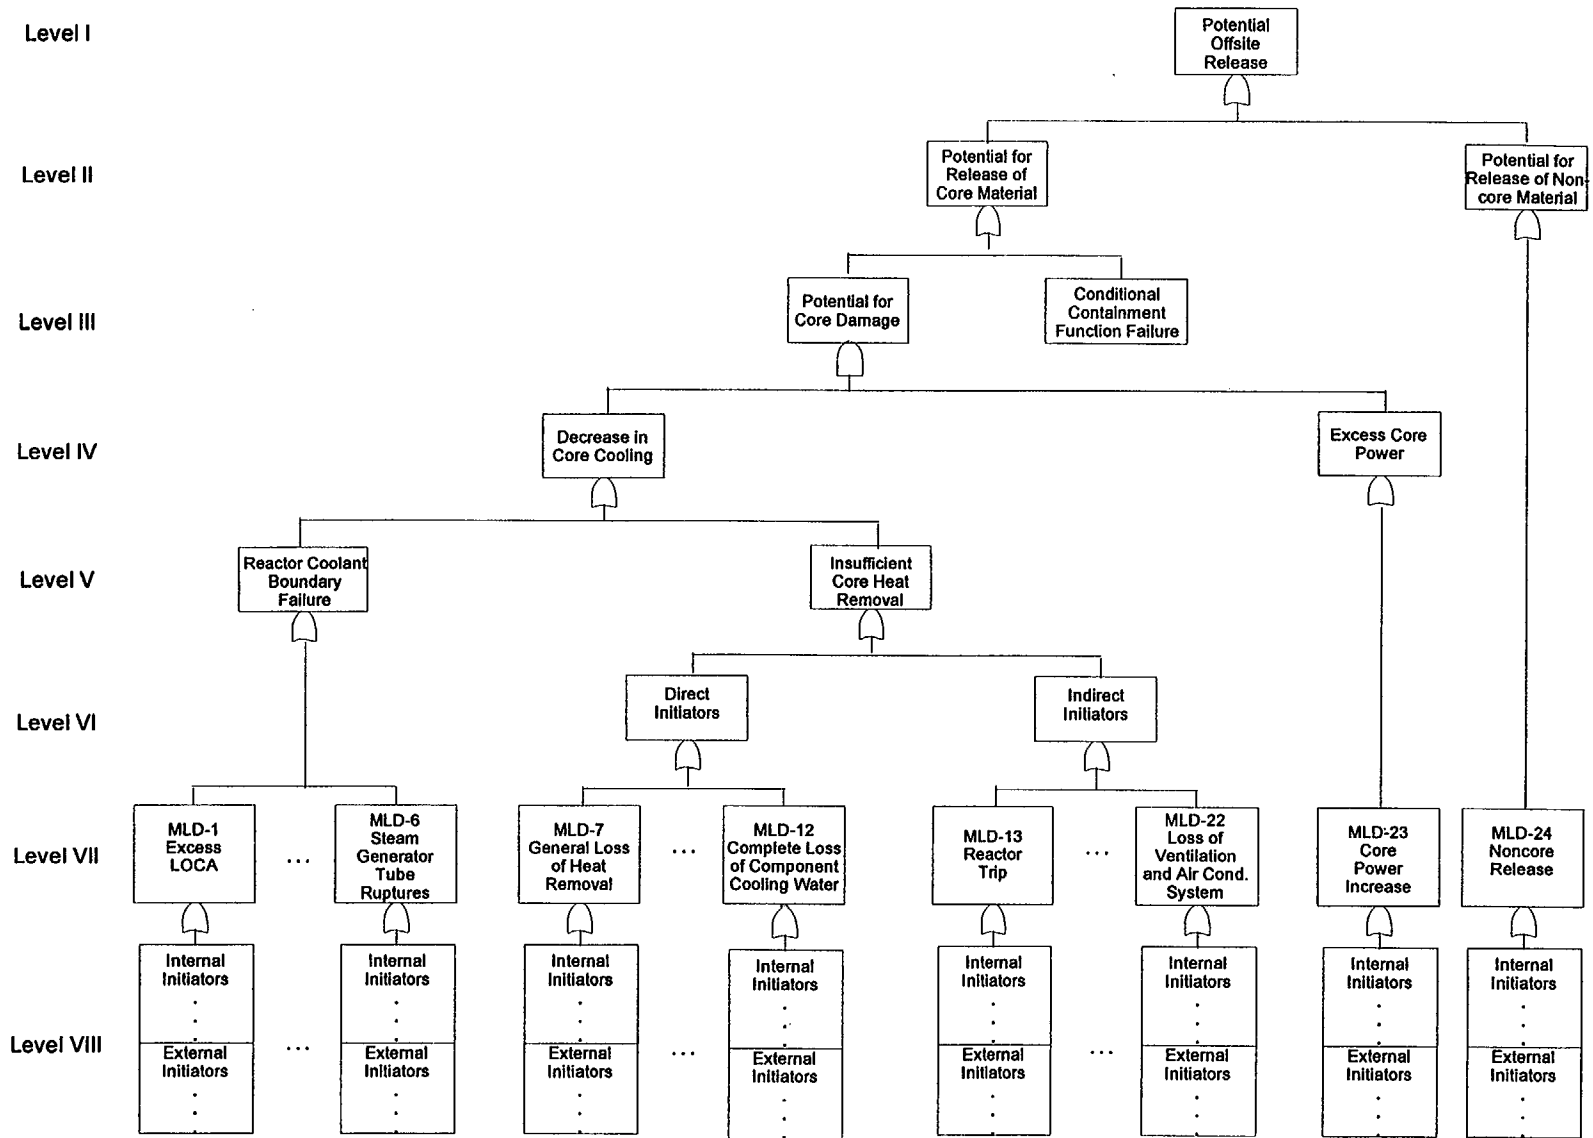 Level I
Potential
Offsite
Release
Level II
Potential for
Release of
Core Material
Potential for
Release of Non-
core Material
Level III
Potential for
Core Damage
Conditional
Containment
Function Failure
Level IV
Decrease in
Core Cooling
Excess Core
Power
Level V
Reactor Coolant
Boundary
Failure
Insufficient
Core Heat
Removal
Level VI
Direct
Initiators
Indirect
Initiators
Level VII
MLD-1
Excess
LOCA
...
MLD-6
Steam
Generator
Tube
Ruptures
MLD-7
General Loss
of Heat
Removal
...
MLD-12
Complete Loss
of Component
Cooling Water
MLD-13
Reactor
Trip
...
MLD-22
Loss of
Ventilation
and Air Cond.
System
MLD-23
Core
Power
Increase
MLD-24
Noncore
Release
Level VIII
Internal
Initiators
.
.
.
External
Initiators
.
.
.
...
Internal
Initiators
.
.
.
External
Initiators
.
.
.
Internal
Initiators
.
.
.
External
Initiators
.
.
.
...
Internal
Initiators
.
.
.
External
Initiators
.
.
.
Internal
Initiators
.
.
.
External
Initiators
.
.
.
...
Internal
Initiators
.
.
.
External
Initiators
.
.
.
Internal
Initiators
.
.
.
External
Initiators
.
.
.
Internal
Initiators
.
.
.
External
Initiators
.
.
.